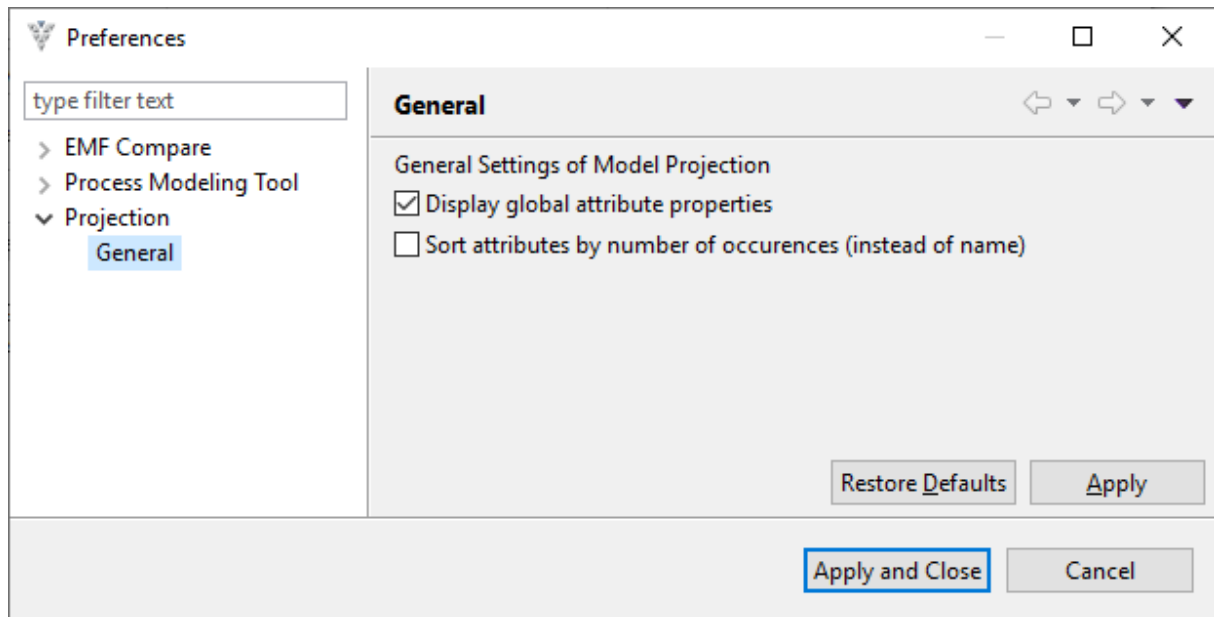 Preferences
type filter text
EMF Compare
Process Modeling Tool
Projection
General
General
General Settings of Model Projection
Display global attribute properties
Sort attributes by number of occurences (instead of name)
Restore Defaults
Apply
Apply and Close
Cancel